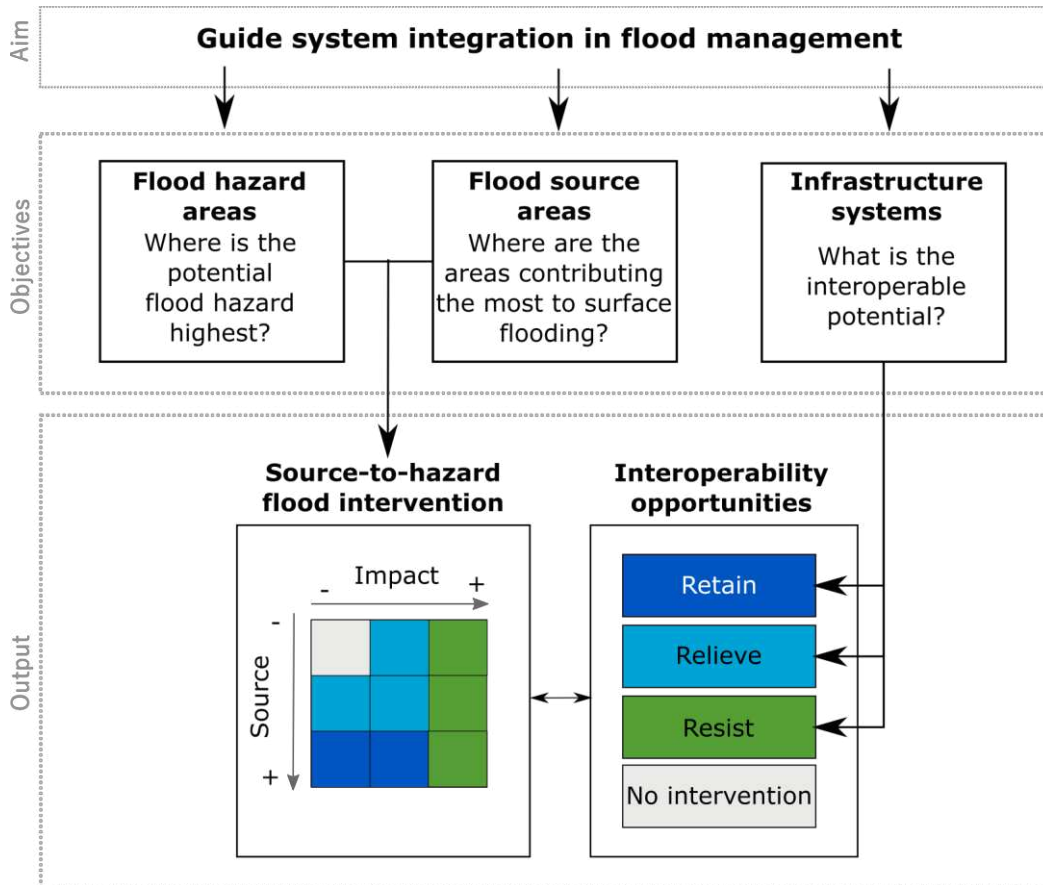 Aim
Guide system integration in flood management
Objectives
Flood hazard
areas
Where is the
potential
flood hazard
highest?
Flood source
areas
Where are the
areas contributing
the most to surface
flooding?
Infrastructure
systems
What is the
interoperable
potential?
Output
Source-to-hazard
flood intervention
Impact
- +
-
Source
+
Interoperability
opportunities
Retain
Relieve
Resist
No intervention